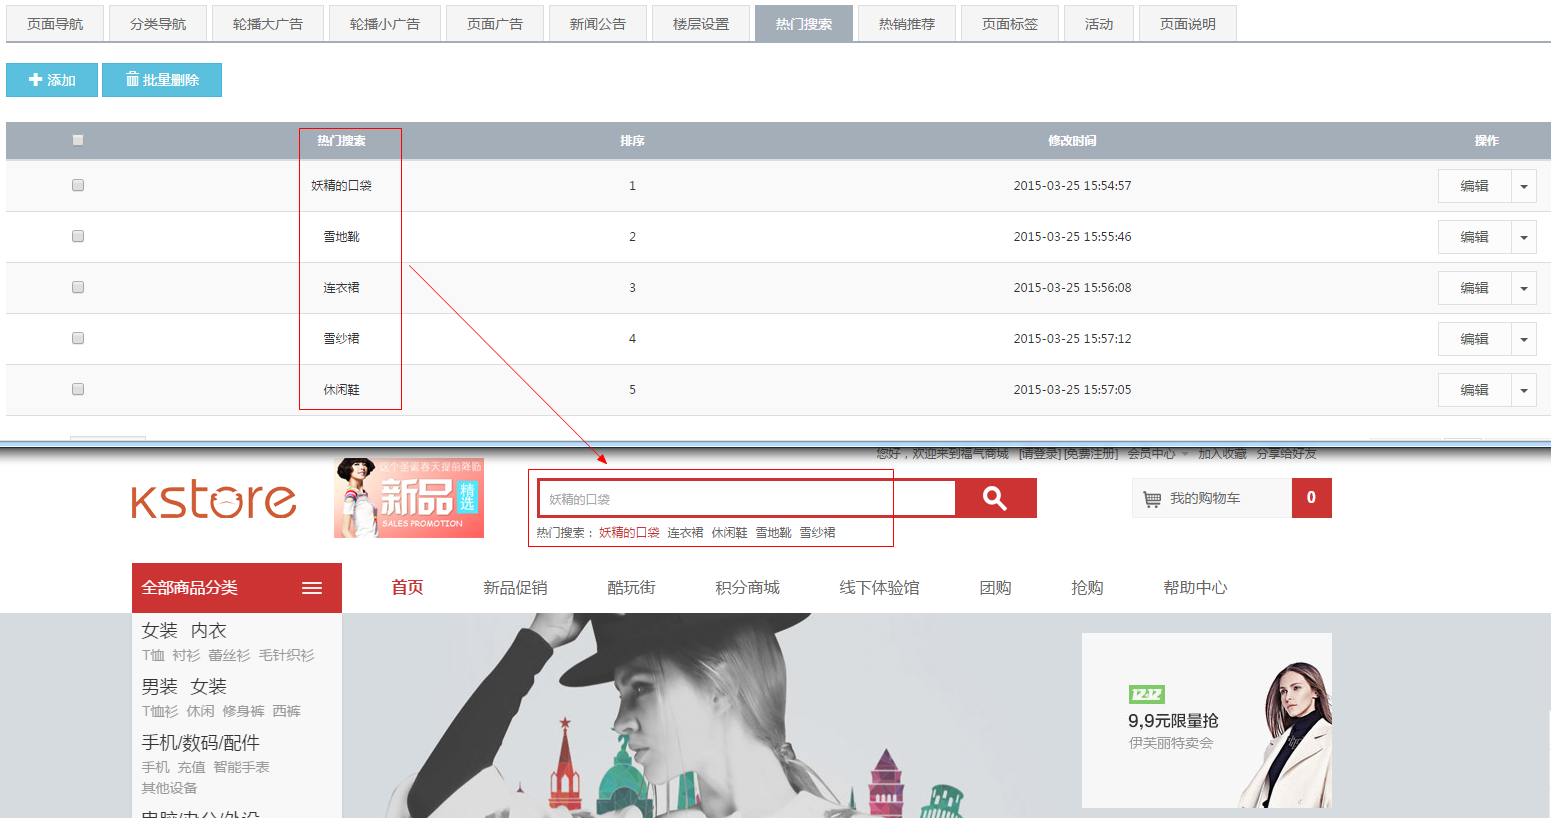 页面导航 分类导航 轮播大广告 轮播小广告 页面广告 新闻公告 楼层设置 热门搜索 热销推荐 页面标签 活动 页面说明
添加 批量删除
热门搜索 排序 修改时间 操作
妖精的口袋 1 2015-03-25 15:54:57 编辑
雪地靴 2 2015-03-25 15:55:46 编辑
连衣裙 3 2015-03-25 15:56:08 编辑
雪纱裙 4 2015-03-25 15:57:12 编辑
休闲鞋 5 2015-03-25 15:57:05 编辑
您好，欢迎来到福气商城 [请登录] [免费注册] 会员中心 加入收藏 分享给好友
kstore
这个圣诞春天提前降临
新品 精选
SALES PROMOTION
妖精的口袋
我的购物车 0
热门搜索： 妖精的口袋 连衣裙 休闲鞋 雪地靴 雪纱裙
全部商品分类 首页 新品促销 酷玩街 积分商城 线下体验馆 团购 抢购 帮助中心
女装 内衣
T恤 衬衫 蕾丝衫 毛针织衫
男装 女装
T恤衫 休闲 修身裤 西裤
手机/数码/配件
手机 充值 智能手表
其他设备
电脑/办公/外设
12.12
9,9元限量抢
伊芙丽特卖会